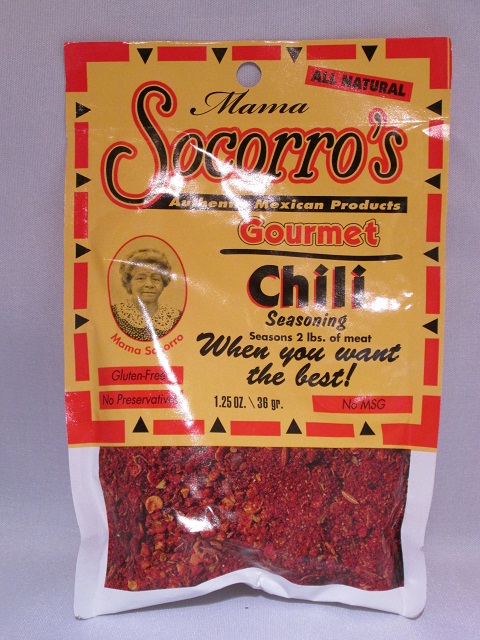 ALL NATURAL
Mama
Socorro's
Authentic Mexican Products
Gourmet
Chili
Seasoning
Seasons 2 lbs. of meat
When you want
the best!
Mama Socorro
Gluten-Free
No Preservatives
1.25 OZ. \ 36 gr.
No MSG